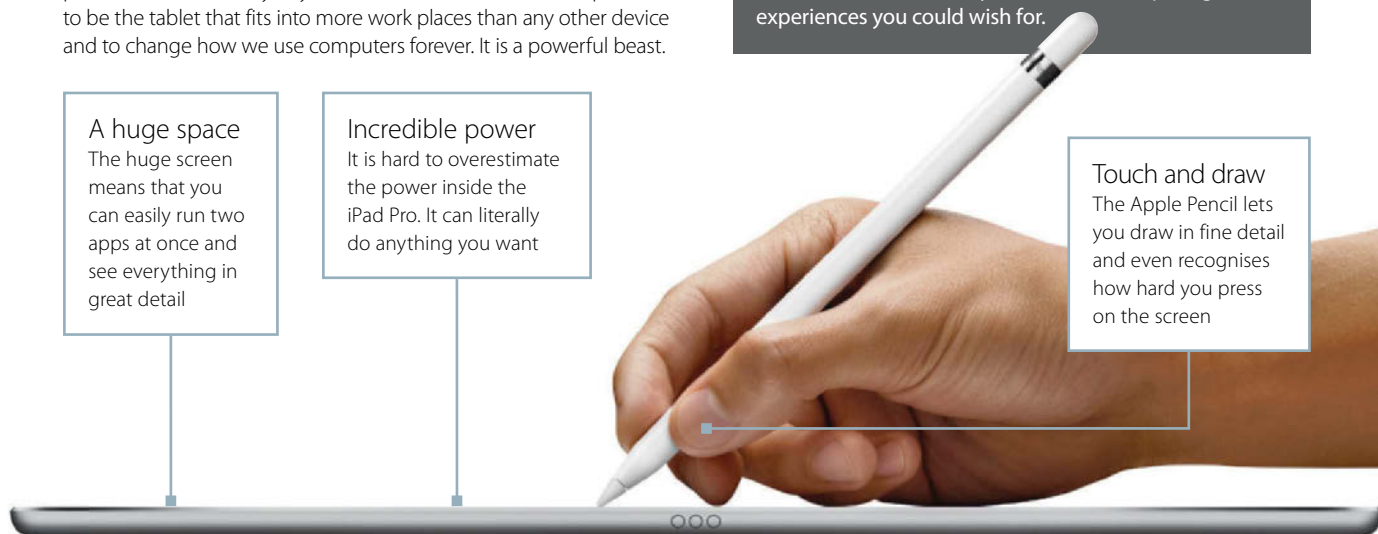 to be the tablet that fits into more work places than any other device
and to change how we use computers forever. It is a powerful beast.
experiences you could wish for.
A huge space
The huge screen
means that you
can easily run two
apps at once and
see everything in
great detail
Incredible power
It is hard to overestimate
the power inside the
iPad Pro. It can literally
do anything you want
Touch and draw
The Apple Pencil lets
you draw in fine detail
and even recognises
how hard you press
on the screen